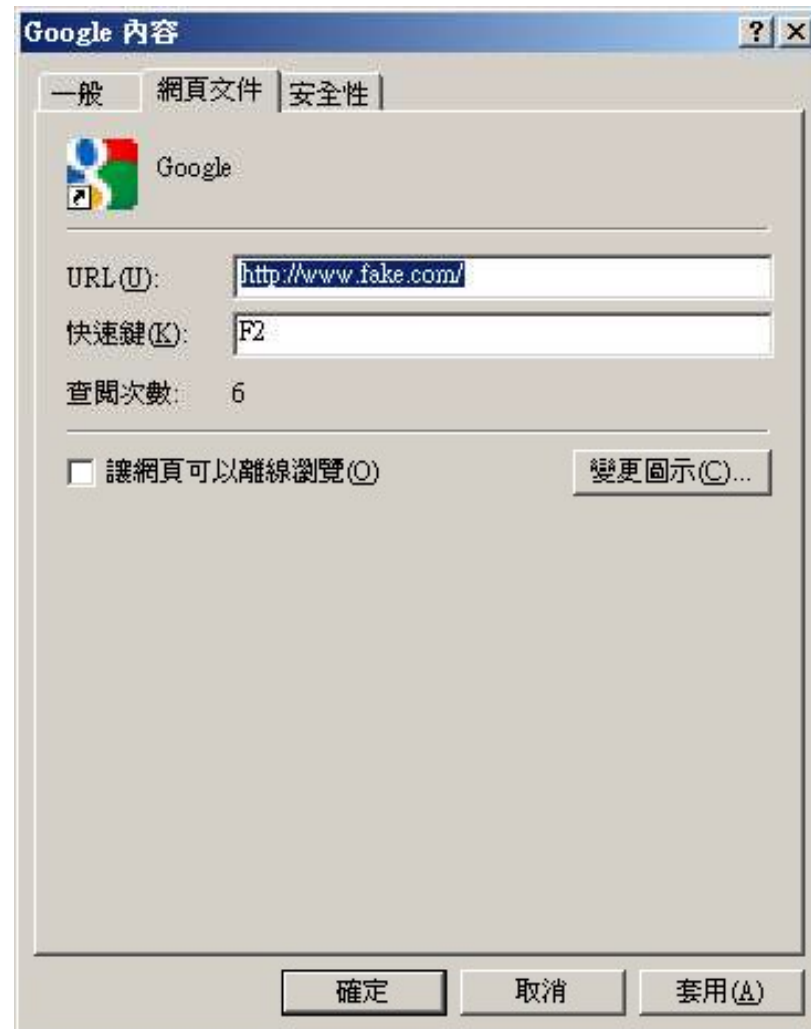 Google 內容
一般 網頁文件 安全性
Google
URL(U): http://www.fake.com/
快速鍵(K): F2
查閱次數: 6
讓網頁可以離線瀏覽(O) 變更圖示(C)...
確定 取消 套用(A)